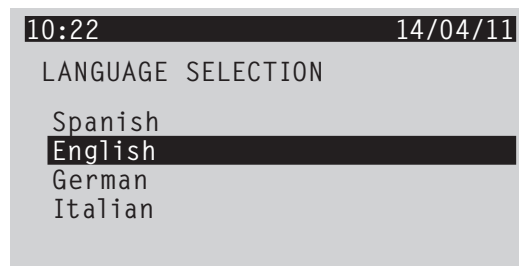 10:22 14/04/11
LANGUAGE SELECTION
Spanish
English
German
Italian